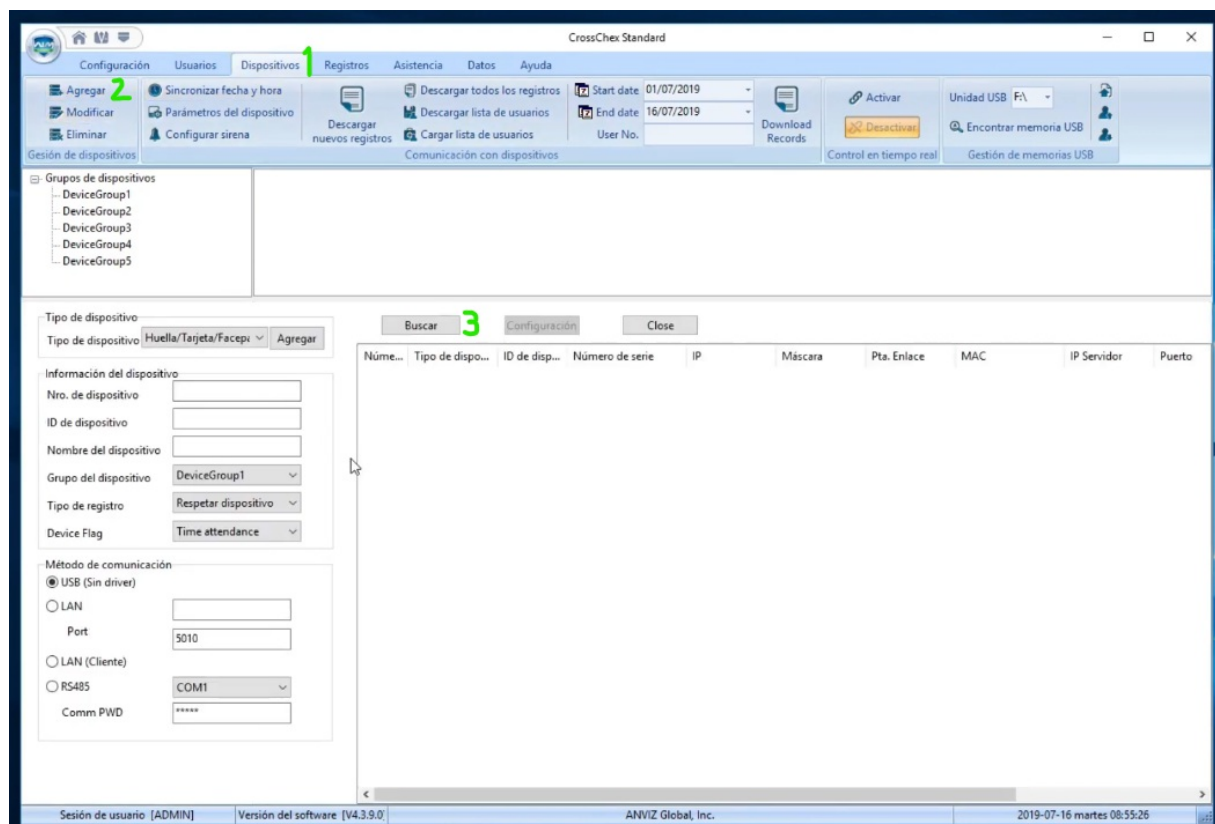 CrossChex Standard
Configuración Usuarios Dispositivos 1 Registros Asistencia Datos Ayuda
Agregar 2
Modificar
Eliminar
Gesión de dispositivos
Sincronizar fecha y hora
Parámetros del dispositivo
Configurar sirena
Descargar
nuevos registros
Descargar todos los registros
Descargar lista de usuarios
Cargar lista de usuarios
Start date 01/07/2019
End date 16/07/2019
User No.
Download
Records
Comunicación con dispositivos
Activar
Desactivar
Control en tiempo real
Unidad USB F:\
Encontrar memoria USB
Gestión de memorias USB
Grupos de dispositivos
DeviceGroup1
DeviceGroup2
DeviceGroup3
DeviceGroup4
DeviceGroup5
Tipo de dispositivo
Tipo de dispositivo Huella/Tarjeta/Facepa Agregar
Información del dispositivo
Nro. de dispositivo
ID de dispositivo
Nombre del dispositivo
Grupo del dispositivo DeviceGroup1
Tipo de registro Respetar dispositivo
Device Flag Time attendance
Método de comunicación
USB (Sin driver)
LAN
Port 5010
LAN (Cliente)
RS485 COM1
Comm PWD *****
Buscar 3 Configuración Close
Núme... Tipo de dispo... ID de disp... Número de serie IP Máscara Pta. Enlace MAC IP Servidor Puerto
Sesión de usuario [ADMIN] Versión del software [V4.3.9.0] ANVIZ Global, Inc. 2019-07-16 martes 08:55:26